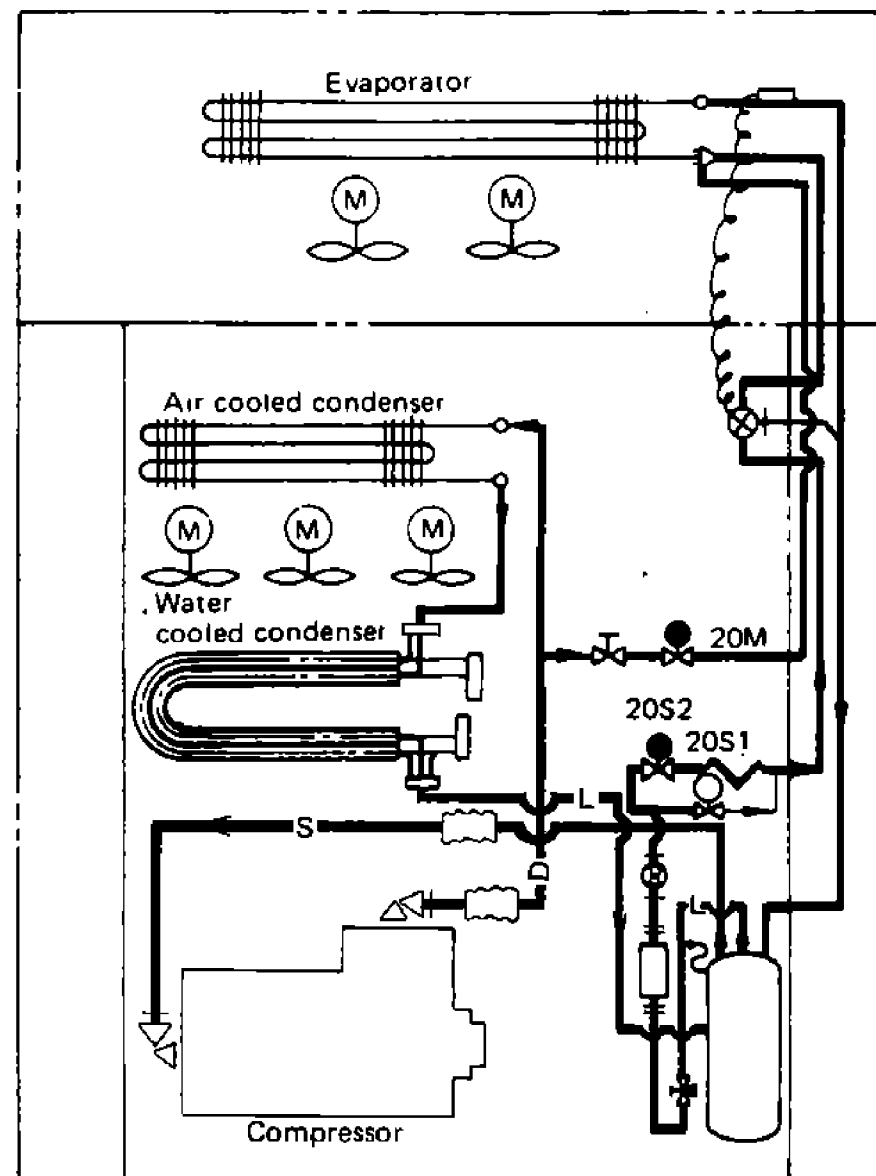 Evaporator
M
M
Air cooled condenser
M
M
M
Water
cooled condenser
20M
20S2
20S1
L
S
D
L
Compressor